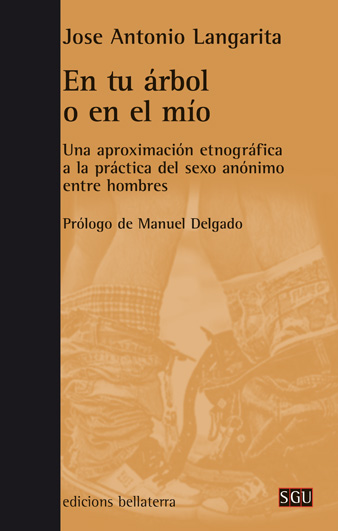 Jose Antonio Langarita
En tu árbol
o en el mío
Una aproximación etnográfica
a la práctica del sexo anónimo
entre hombres
Prólogo de Manuel Delgado
edicions bellaterra
SGU